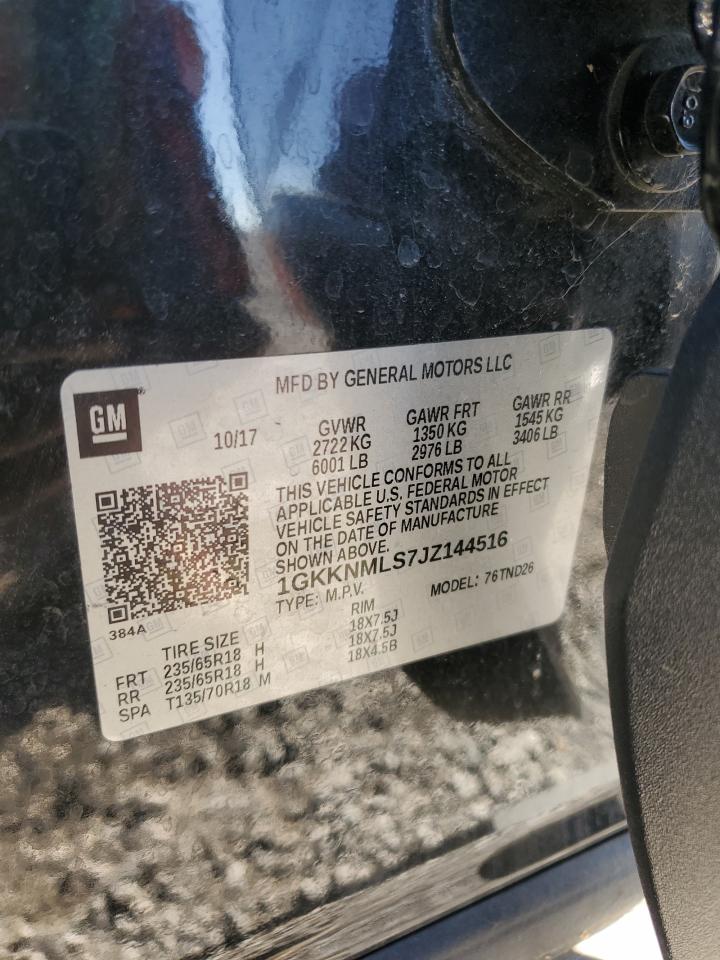 MFD BY GENERAL MOTORS LLC
GM
10/17
GVWR
2722 KG
6001 LB
GAWR FRT
1350 KG
2976 LB
GAWR RR
1545 KG
3406 LB
THIS VEHICLE CONFORMS TO ALL
APPLICABLE U.S. FEDERAL MOTOR
VEHICLE SAFETY STANDARDS IN EFFECT
ON THE DATE OF MANUFACTURE
SHOWN ABOVE.
1GKKNMLS7JZ144516
TYPE: M.P.V. MODEL: 76TND26
384A
TIRE SIZE RIM
FRT 235/65R18 H 18X7.5J
RR 235/65R18 H 18X7.5J
SPA T135/70R18 M 18X4.5B